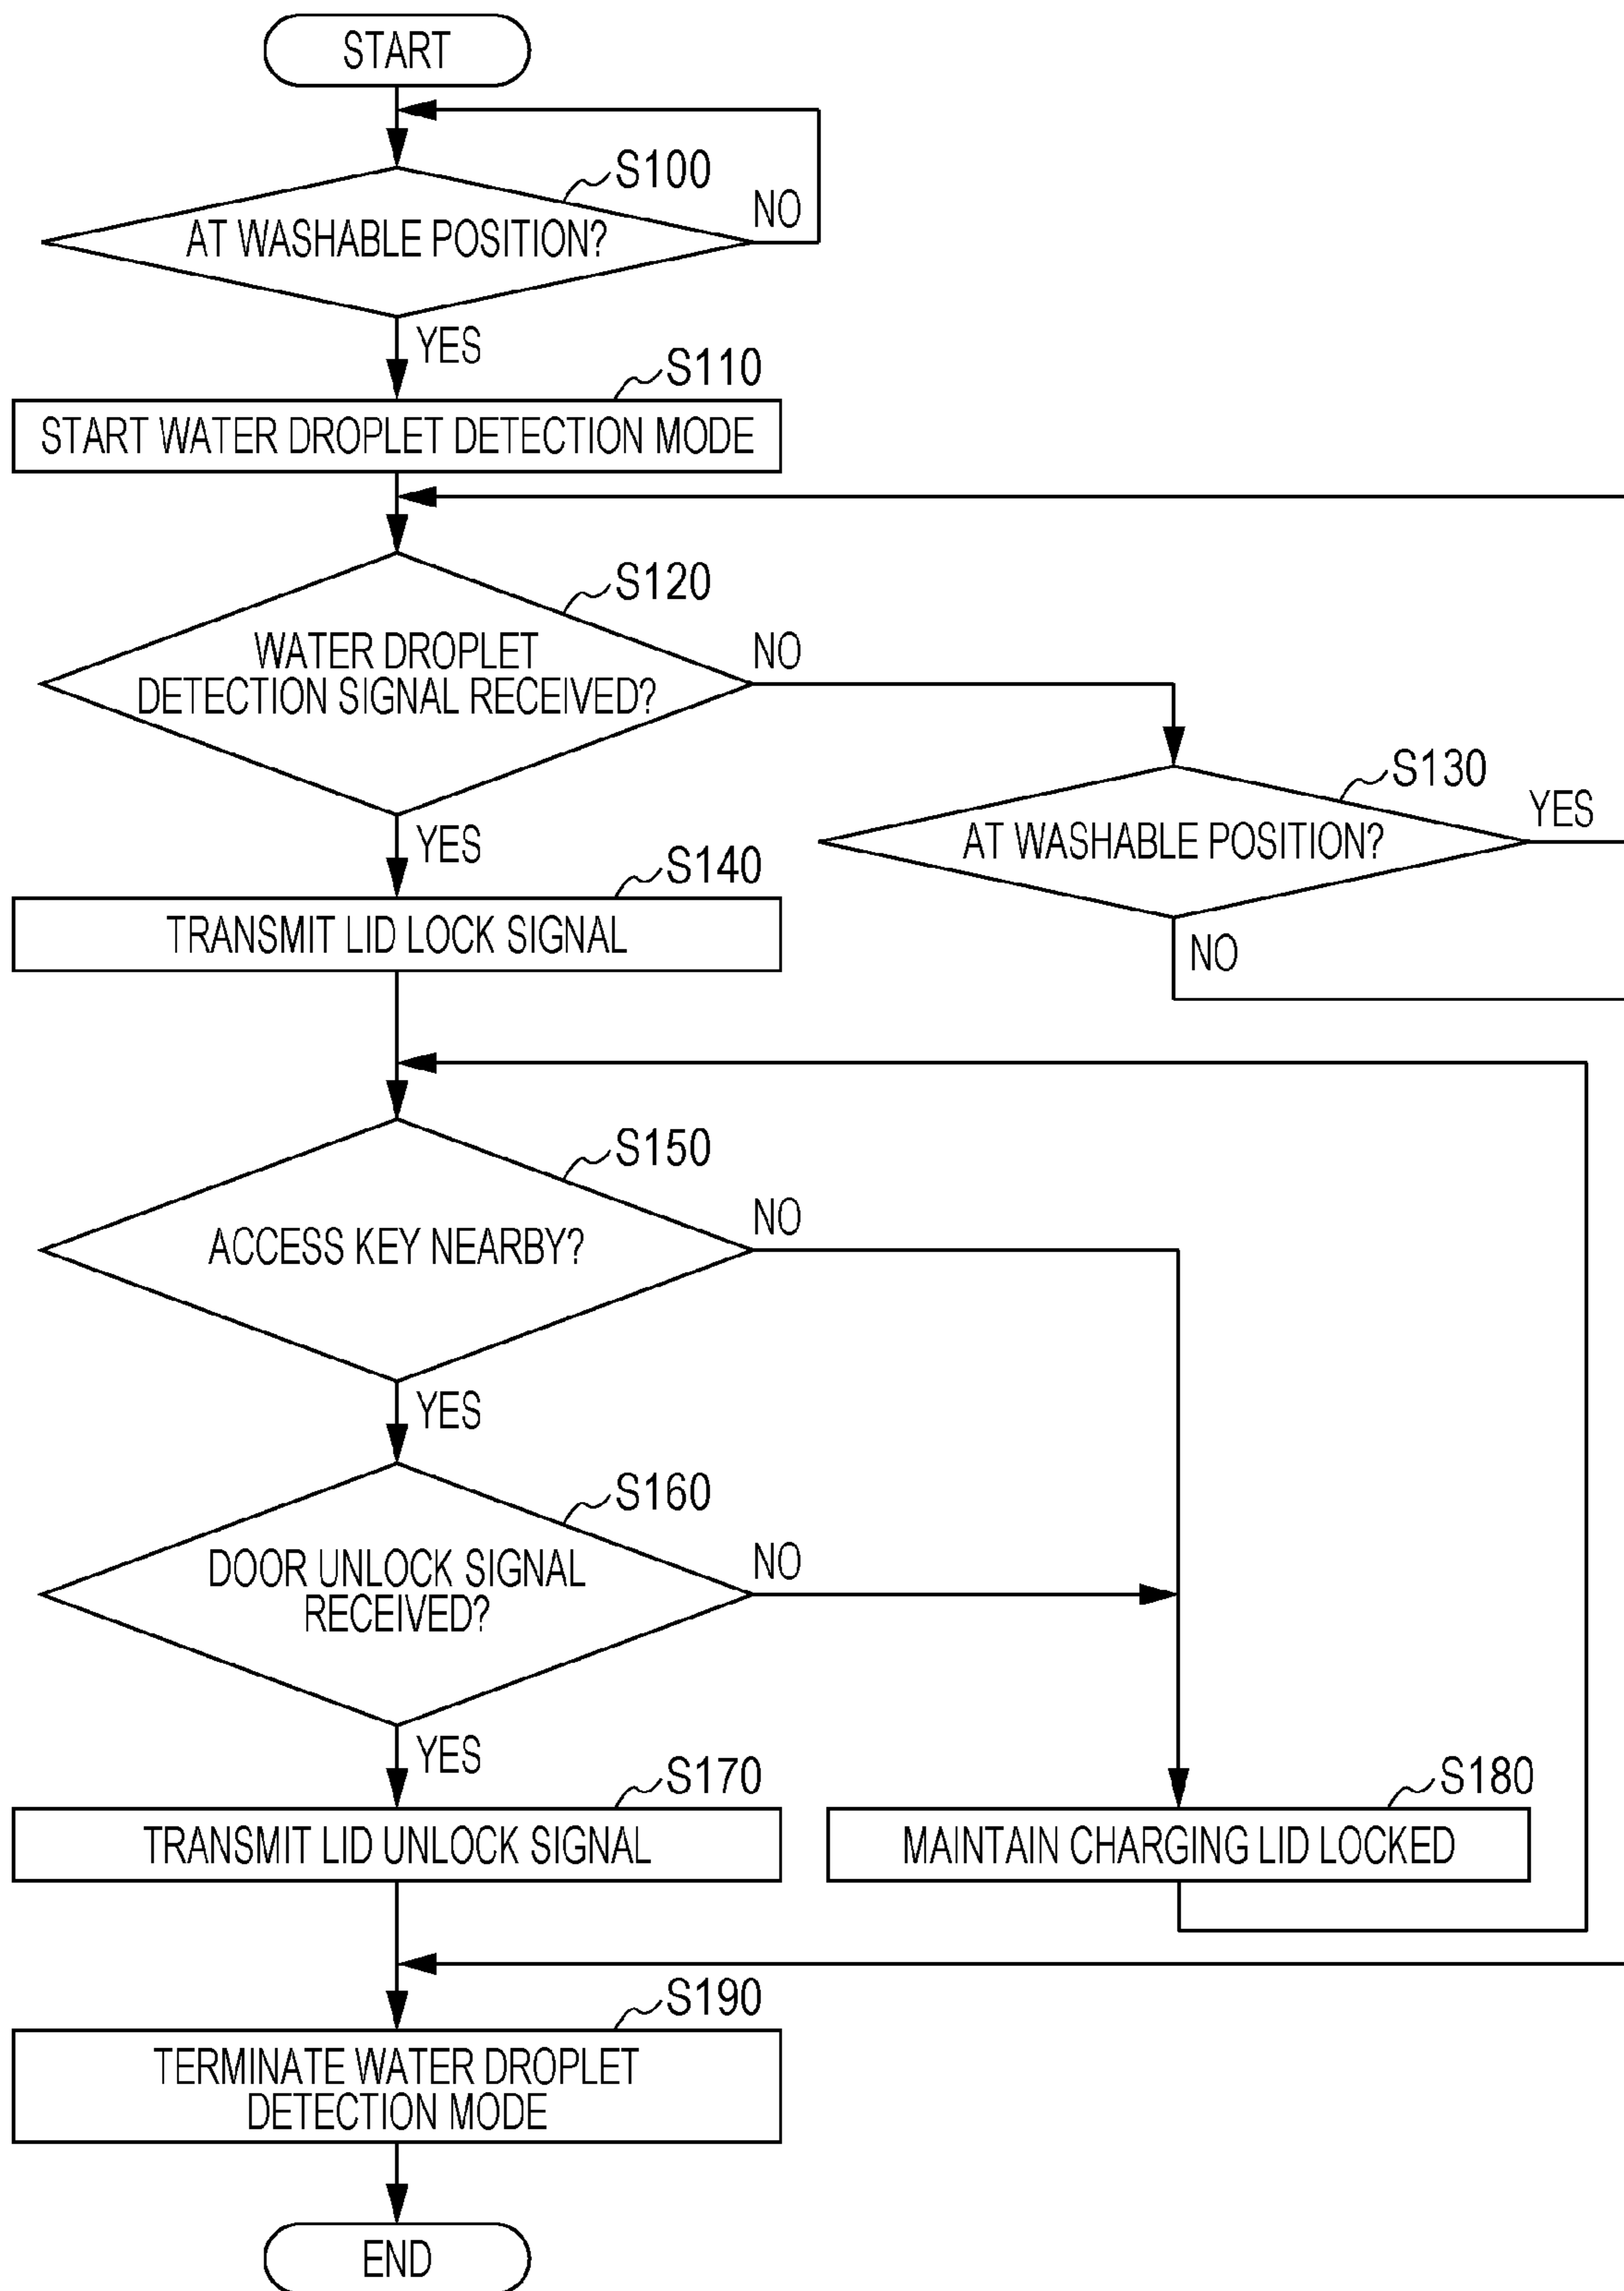 START
S100
AT WASHABLE POSITION?
NO
YES
S110
START WATER DROPLET DETECTION MODE
S120
WATER DROPLET
DETECTION SIGNAL RECEIVED?
NO
YES
S130
AT WASHABLE POSITION?
YES
NO
S140
TRANSMIT LID LOCK SIGNAL
S150
ACCESS KEY NEARBY?
NO
YES
S160
DOOR UNLOCK SIGNAL
RECEIVED?
NO
YES
S170
TRANSMIT LID UNLOCK SIGNAL
S180
MAINTAIN CHARGING LID LOCKED
S190
TERMINATE WATER DROPLET
DETECTION MODE
END